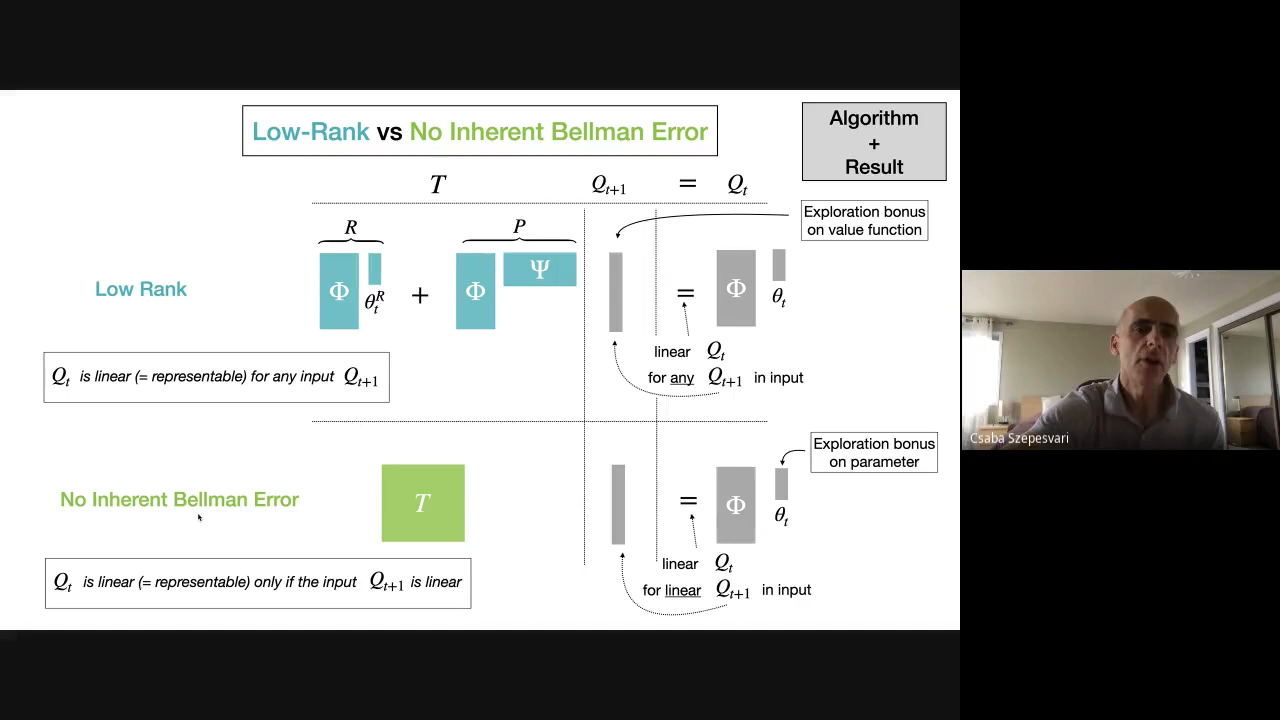 Low-Rank vs No Inherent Bellman Error
Algorithm
+
Result
T Q_{t+1} = Q_t
Exploration bonus
on value function
R P
Low Rank
Φ θ_t^R + Φ Ψ = Φ θ_t
linear Q_t
for any Q_{t+1} in input
Q_t is linear (= representable) for any input Q_{t+1}
Csaba Szepesvari
Exploration bonus
on parameter
No Inherent Bellman Error
T = Φ θ_t
linear Q_t
for linear Q_{t+1} in input
Q_t is linear (= representable) only if the input Q_{t+1} is linear